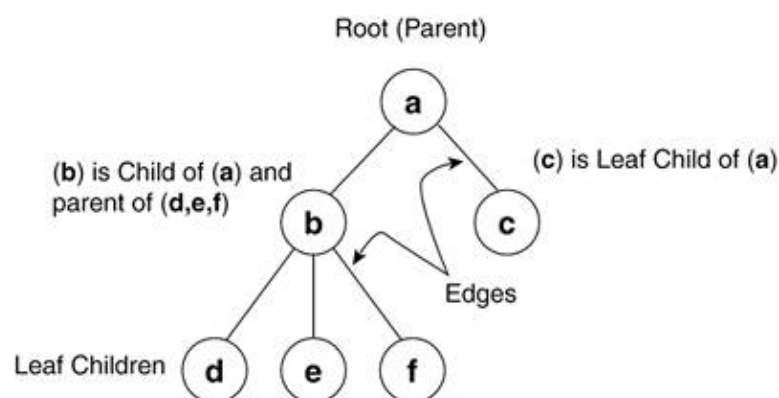 Root (Parent)
a
(b) is Child of (a) and
parent of (d,e,f)
(c) is Leaf Child of (a)
b
c
Edges
Leaf Children
d
e
f